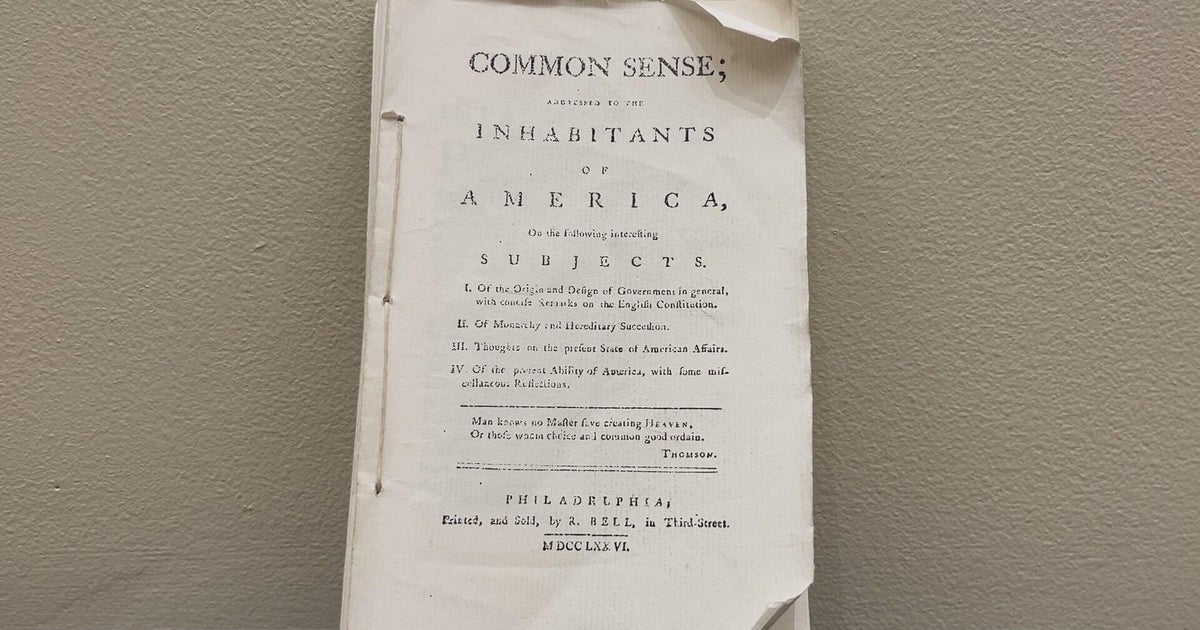 COMMON SENSE;
ADDRESSED TO THE
INHABITANTS
OF
AMERICA,
On the following intereſting
SUBJECTS.
I. Of the Origin and Deſign of Government in general,
with conciſe Remarks on the Engliſh Conſtitution.
II. Of Monarchy and Hereditary Succeſſion.
III. Thoughts on the preſent State of American Affairs.
IV. Of the preſent Ability of America, with ſome miſ-
cellaneous Reflections.
Man knows no Maſter ſave creating HEAVEN,
Or thoſe whom choice and common good ordain.
THOMSON.
PHILADELPHIA;
Printed, and Sold, by R. BELL, in Third-Street.
MDCCLXXVI.